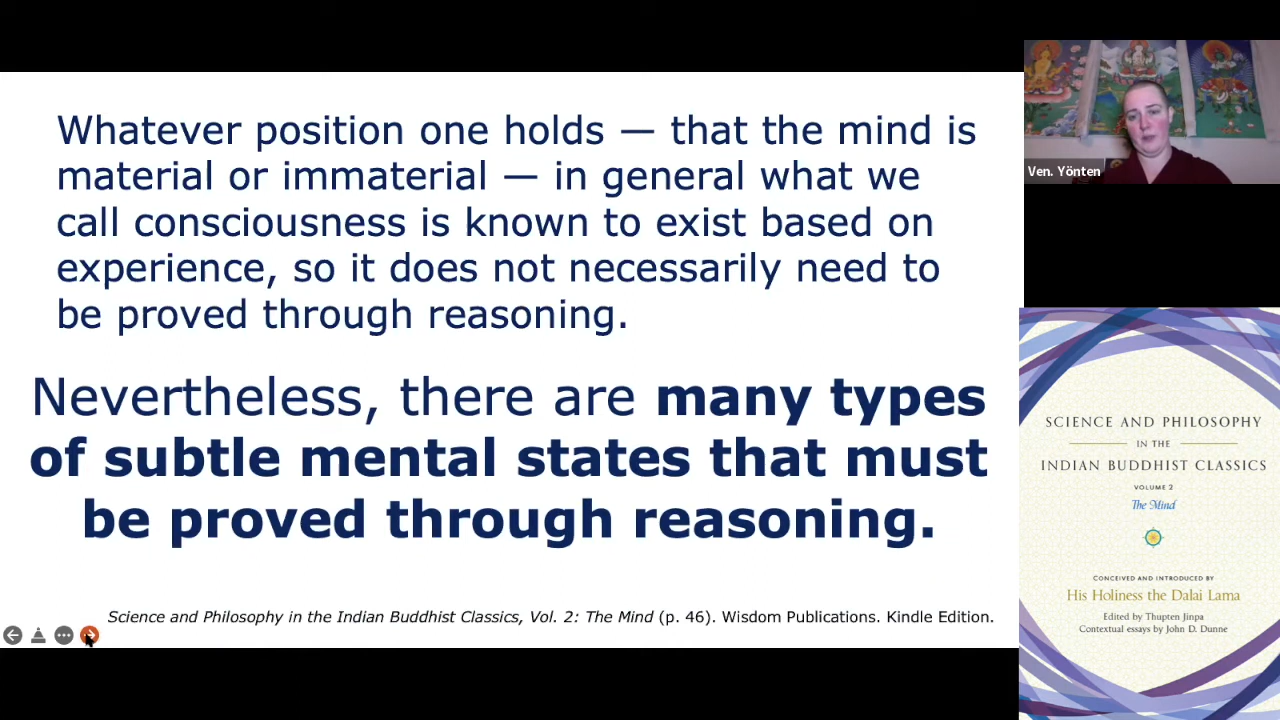 Whatever position one holds — that the mind is
material or immaterial — in general what we
call consciousness is known to exist based on
experience, so it does not necessarily need to
be proved through reasoning.
Nevertheless, there are many types
of subtle mental states that must
be proved through reasoning.
Science and Philosophy in the Indian Buddhist Classics, Vol. 2: The Mind (p. 46). Wisdom Publications. Kindle Edition.
Ven. Yönten
SCIENCE AND PHILOSOPHY
IN THE
INDIAN BUDDHIST CLASSICS
VOLUME 2
The Mind
CONCEIVED AND INTRODUCED BY
His Holiness the Dalai Lama
Edited by Thupten Jinpa
Contextual essays by John D. Dunne